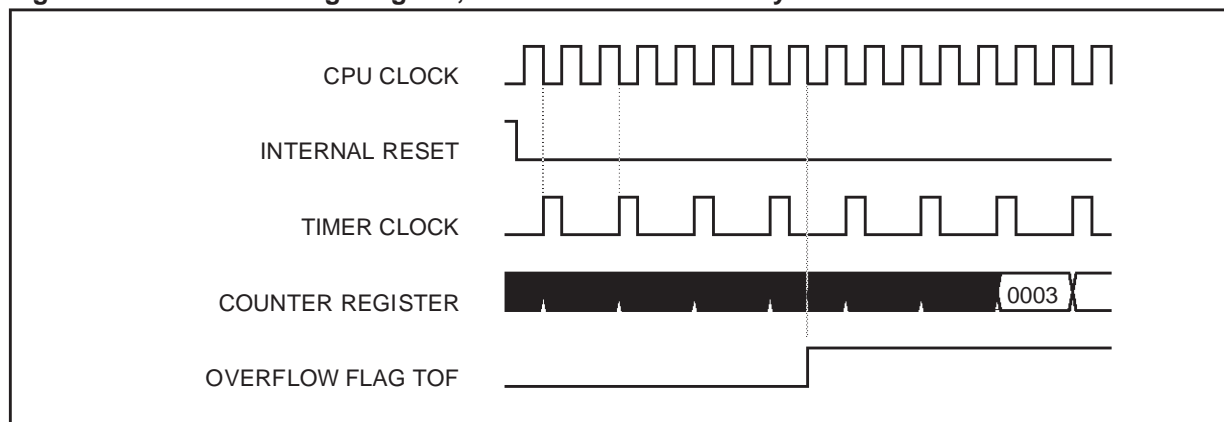 CPU CLOCK
INTERNAL RESET
TIMER CLOCK
COUNTER REGISTER
0003
OVERFLOW FLAG TOF